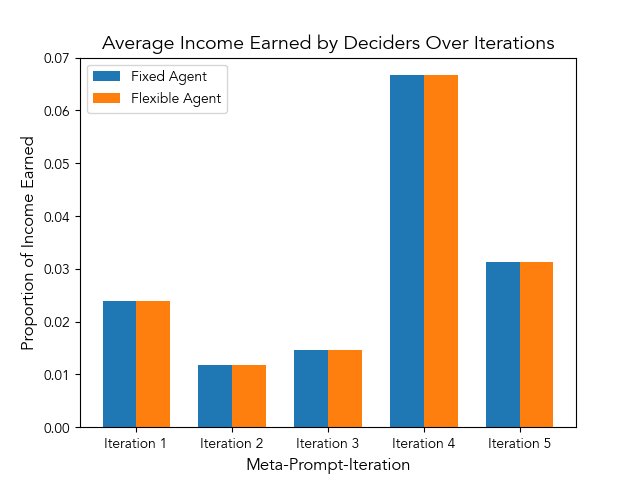 Average Income Earned by Deciders Over Iterations
Fixed Agent
Flexible Agent
Proportion of Income Earned
0.07
0.06
0.05
0.04
0.03
0.02
0.01
0.00
Iteration 1
Iteration 2
Iteration 3
Iteration 4
Iteration 5
Meta-Prompt-Iteration